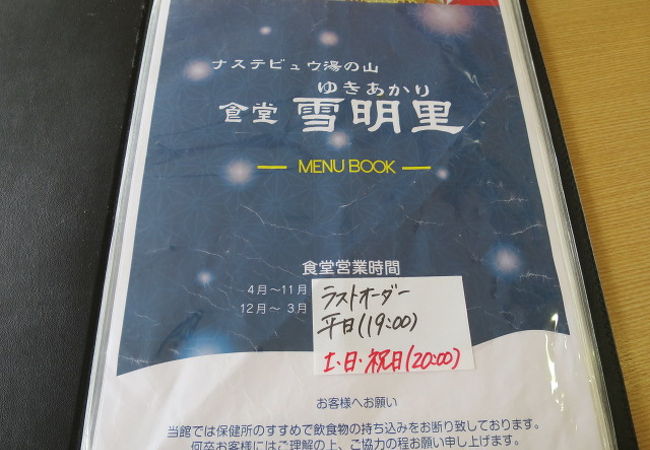 ナステビュウ湯の山
ゆきあかり
食堂 雪明里
MENU BOOK
食堂営業時間
4月～11月
12月～3月
ラストオーダー
平日(19:00)
土・日・祝日(20:00)
お客様へお願い
当館では保健所のすすめで飲食物の持ち込みをお断り致しております。
何卒お客様にはご理解の上、ご協力の程お願い申し上げます。